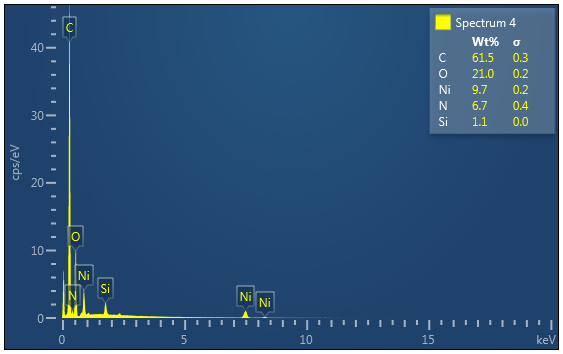 Spectrum 4
Wt% σ
C 61.5 0.3
O 21.0 0.2
Ni 9.7 0.2
N 6.7 0.4
Si 1.1 0.0
cps/eV
40
30
20
10
0
C
O
Ni
N
Si
Ni
Ni
0 5 10 15 keV